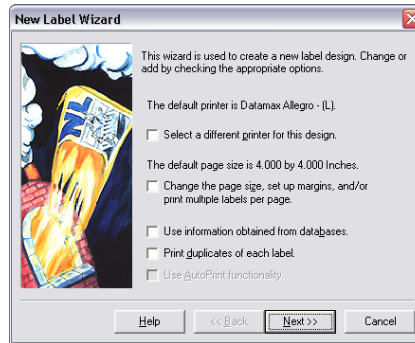 New Label Wizard
This wizard is used to create a new label design. Change or
add by checking the appropriate options.
The default printer is Datamax Allegro - (L).
Select a different printer for this design.
The default page size is 4.000 by 4.000 Inches.
Change the page size, set up margins, and/or
print multiple labels per page.
Use information obtained from databases.
Print duplicates of each label.
Use AutoPrint functionality.
NL
Help
<< Back
Next >>
Cancel